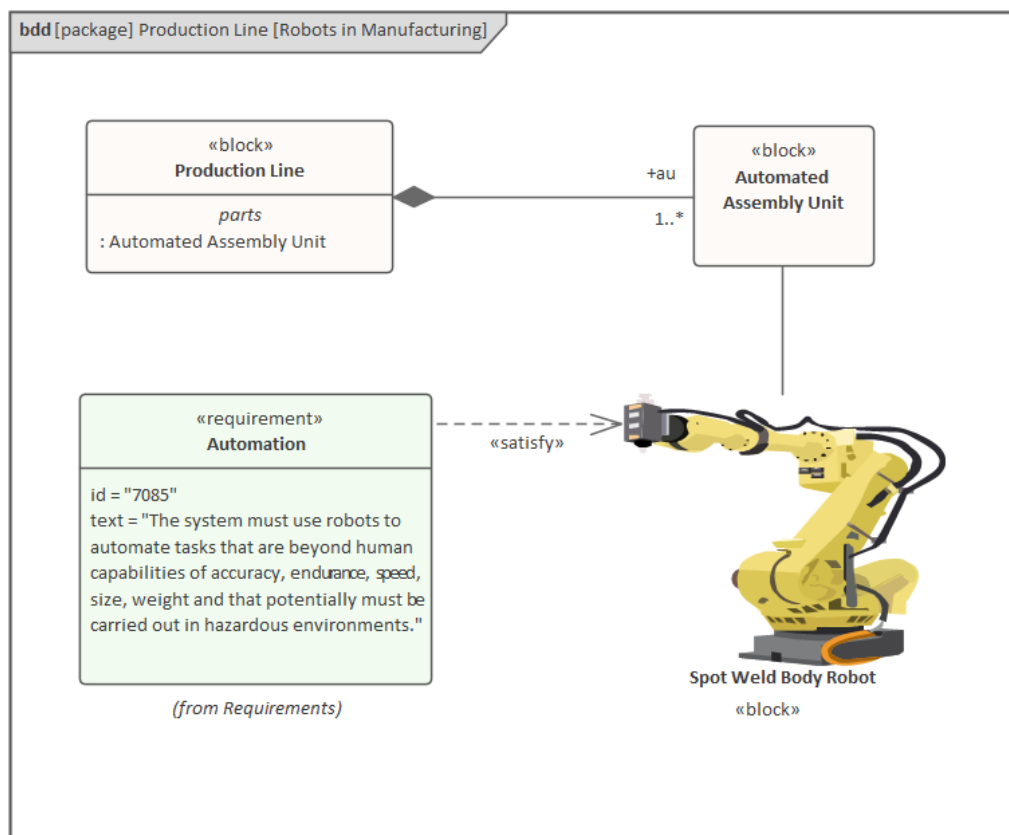 bdd [package] Production Line [Robots in Manufacturing]
«block»
Production Line
parts
: Automated Assembly Unit
+au
1..*
«block»
Automated
Assembly Unit
«requirement»
Automation
id = "7085"
text = "The system must use robots to
automate tasks that are beyond human
capabilities of accuracy, endurance, speed,
size, weight and that potentially must be
carried out in hazardous environments."
(from Requirements)
«satisfy»
Spot Weld Body Robot
«block»